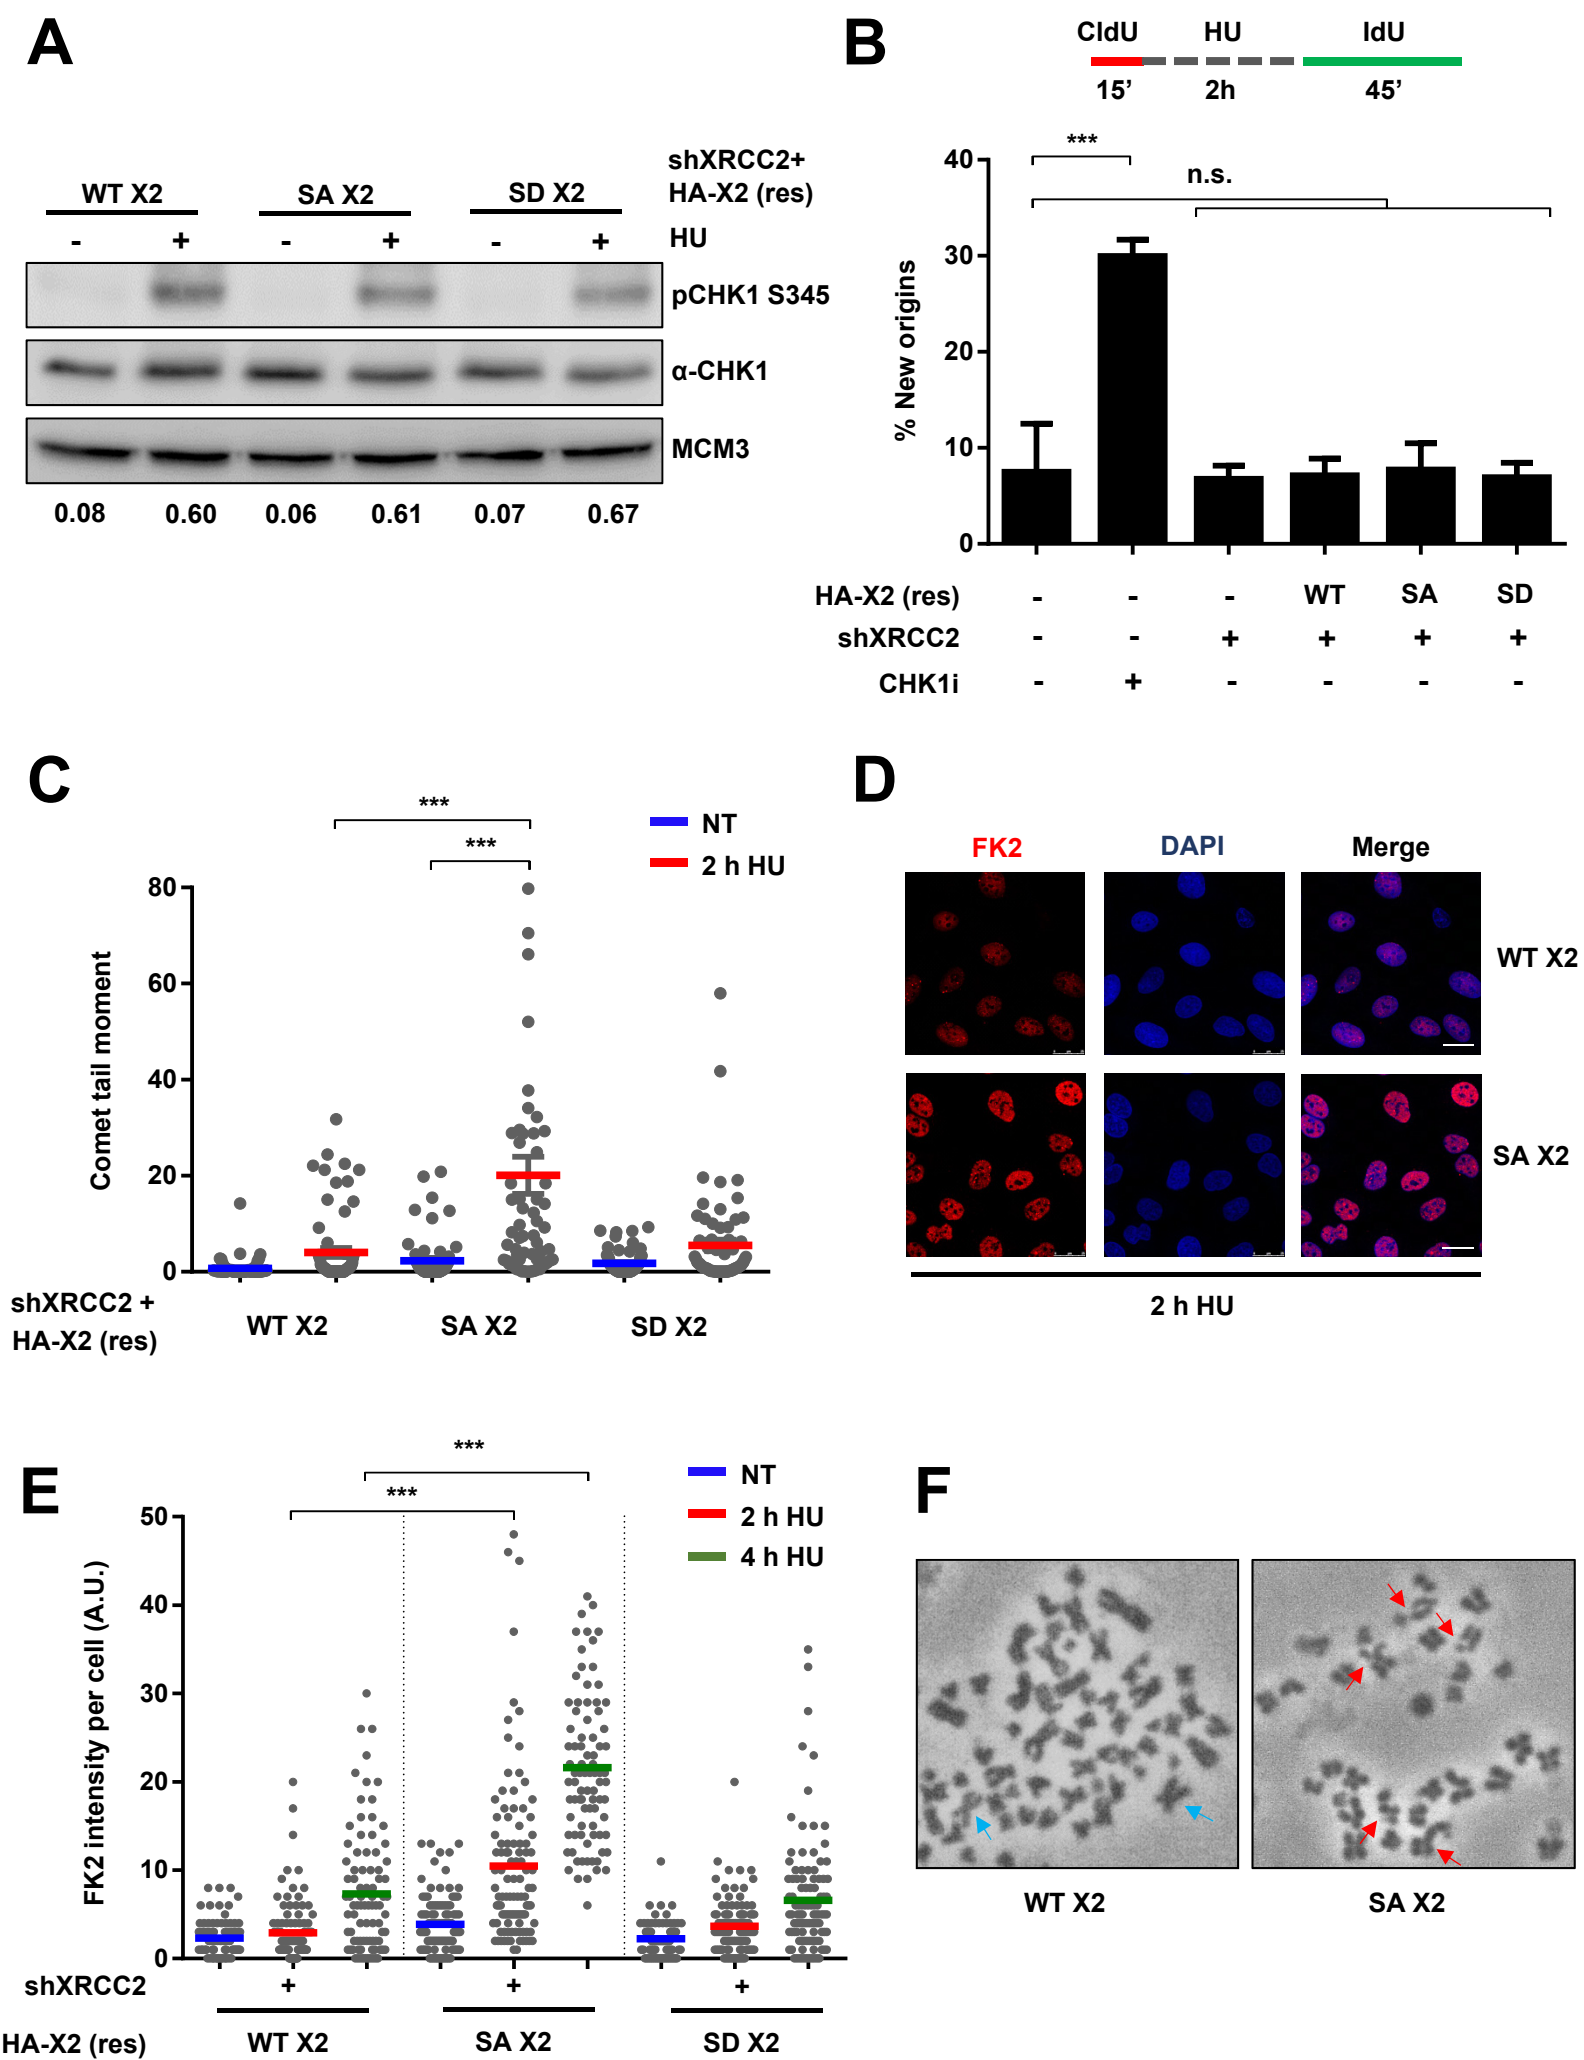 A
shXRCC2+
WT X2 SA X2 SD X2 HA-X2 (res)
- + - + - + HU
pCHK1 S345
α-CHK1
MCM3
0.08 0.60 0.06 0.61 0.07 0.67
B
CldU HU IdU
15’ 2h 45’
***
n.s.
% New origins
40
30
20
10
0
HA-X2 (res) - - - WT SA SD
shXRCC2 - - + + + +
CHK1i - + - - - -
C
***
***
NT
2 h HU
Comet tail moment
80
60
40
20
0
shXRCC2 +
HA-X2 (res) WT X2 SA X2 SD X2
D
FK2 DAPI Merge
WT X2
SA X2
2 h HU
E
***
***
NT
2 h HU
4 h HU
FK2 intensity per cell (A.U.)
50
40
30
20
10
0
shXRCC2 + + +
HA-X2 (res) WT X2 SA X2 SD X2
F
WT X2 SA X2